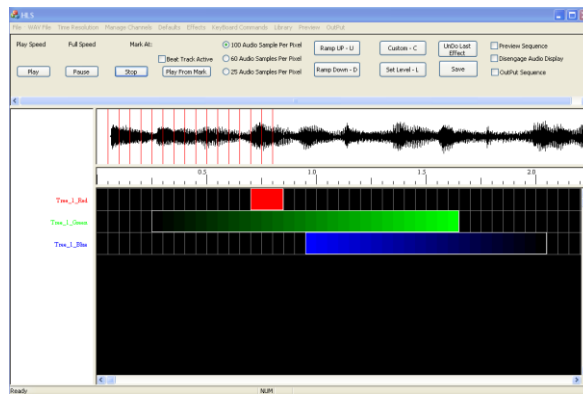 HLS
File WAV File Time Resolution Manage Channels Defaults Effects KeyBoard Commands Library Preview OutPut
Play Speed Full Speed Mark At:
Beat Track Active
Play Pause Stop Play From Mark
100 Audio Sample Per Pixel
60 Audio Samples Per Pixel
25 Audio Samples Per Pixel
Ramp UP - U Custom - C UnDo Last Effect
Ramp Down - D Set Level - L Save
Preview Sequence
Disengage Audio Display
OutPut Sequence
0.5 1.0 1.5 2.0
Tree_1_Red
Tree_1_Green
Tree_1_Blue
Ready NUM